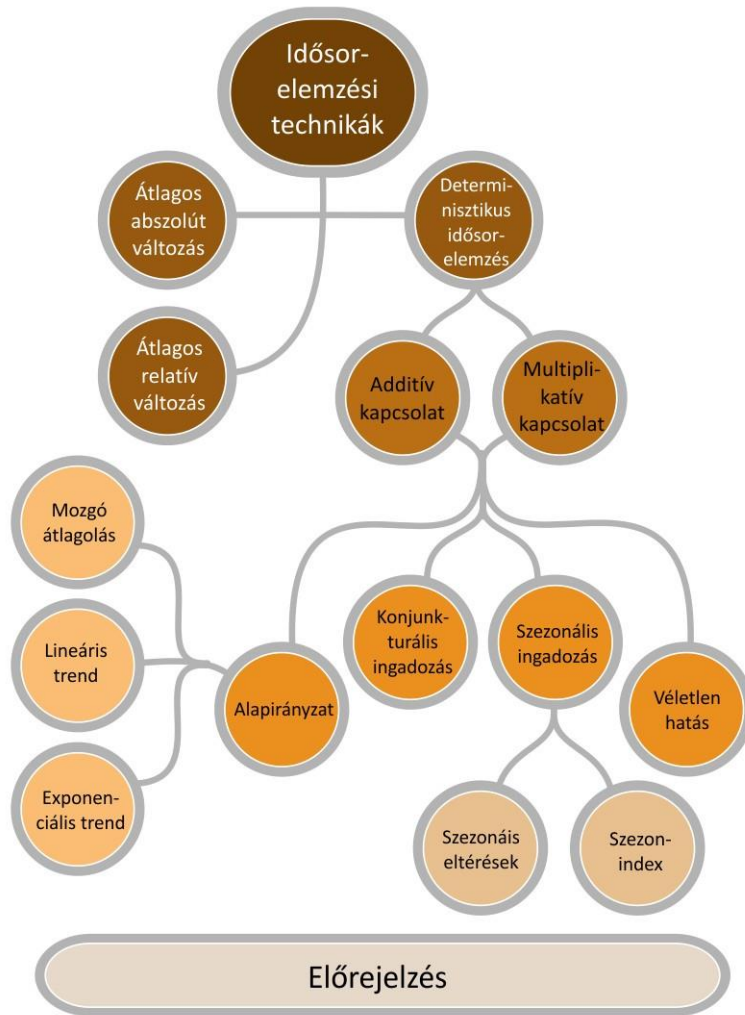 Idősor-
elemzési
technikák
Átlagos
abszolút
változás
Determi-
nisztikus
idősor-
elemzés
Átlagos
relatív
változás
Additív
kapcsolat
Multipli-
katív
kapcsolat
Mozgó
átlagolás
Lineáris
trend
Exponen-
ciális trend
Alapirányzat
Konjunk-
turális
ingadozás
Szezonális
ingadozás
Véletlen
hatás
Szezonáis
eltérések
Szezon-
index
Előrejelzés